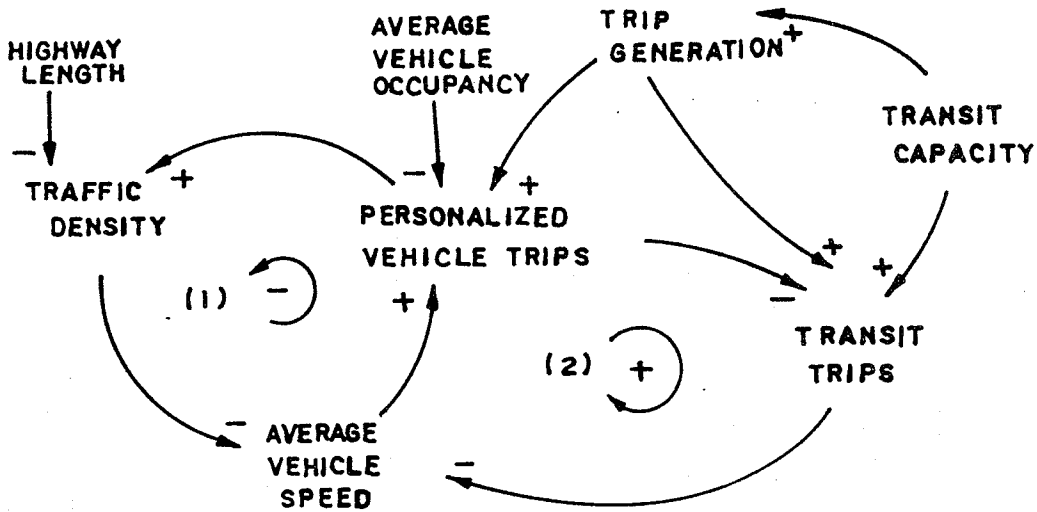 HIGHWAY
LENGTH
−
TRAFFIC
DENSITY
+
AVERAGE
VEHICLE
OCCUPANCY
−
+
PERSONALIZED
VEHICLE TRIPS
+
TRIP
GENERATION +
TRANSIT
CAPACITY
+
+
−
TRANSIT
TRIPS
(1) −
(2) +
−
AVERAGE
VEHICLE
SPEED
−